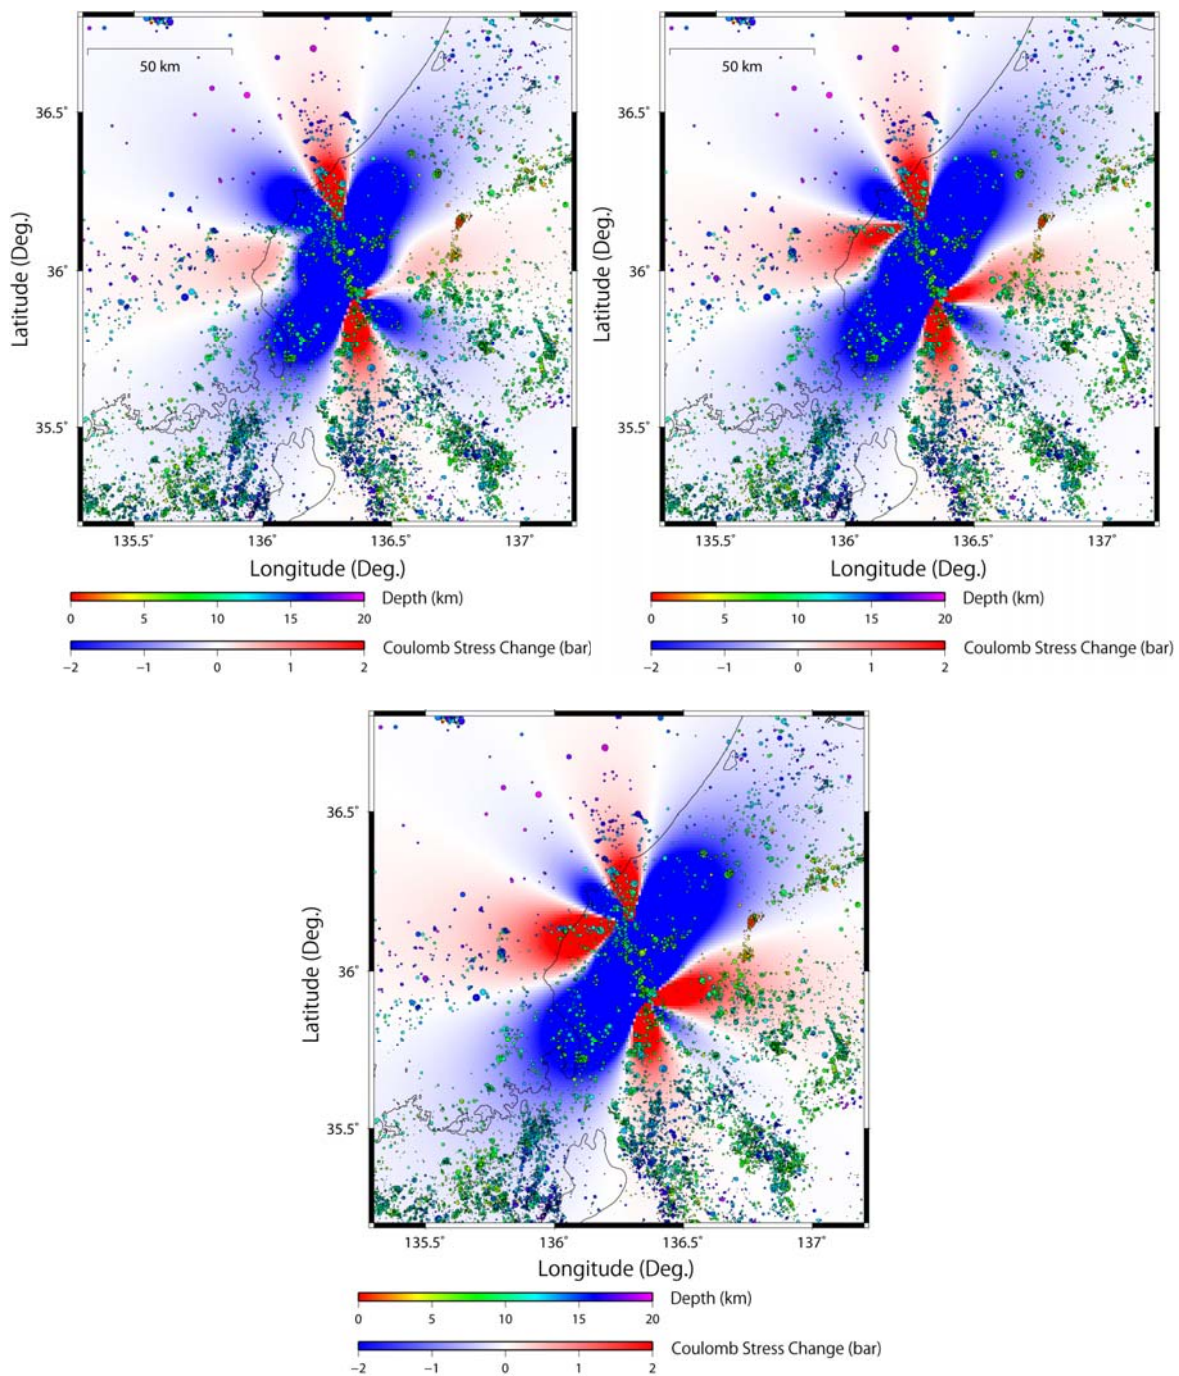 50 km
50 km
36.5°
36°
35.5°
Latitude (Deg.)
135.5°
136°
136.5°
137°
Longitude (Deg.)
0 5 10 15 20
Depth (km)
−2 −1 0 1 2
Coulomb Stress Change (bar)
36.5°
36°
35.5°
Latitude (Deg.)
135.5°
136°
136.5°
137°
Longitude (Deg.)
0 5 10 15 20
Depth (km)
−2 −1 0 1 2
Coulomb Stress Change (bar)
36.5°
36°
35.5°
Latitude (Deg.)
135.5°
136°
136.5°
137°
Longitude (Deg.)
0 5 10 15 20
Depth (km)
−2 −1 0 1 2
Coulomb Stress Change (bar)